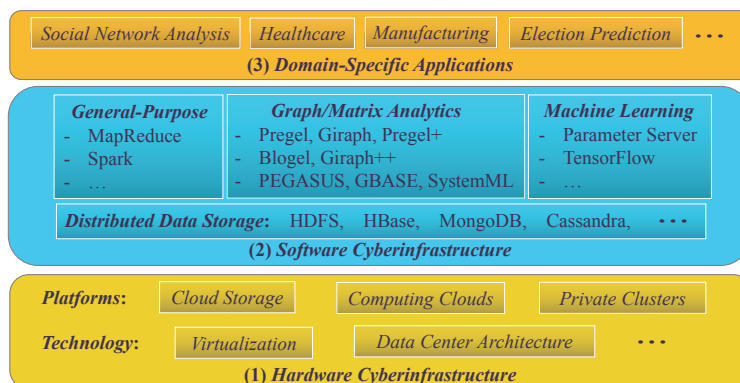 Social Network Analysis Healthcare Manufacturing Election Prediction ...
(3) Domain-Specific Applications
General-Purpose
- MapReduce
- Spark
- ...
Graph/Matrix Analytics
- Pregel, Giraph, Pregel+
- Blogel, Giraph++
- PEGASUS, GBASE, SystemML
Machine Learning
- Parameter Server
- TensorFlow
- ...
Distributed Data Storage: HDFS, HBase, MongoDB, Cassandra, ...
(2) Software Cyberinfrastructure
Platforms: Cloud Storage Computing Clouds Private Clusters
Technology: Virtualization Data Center Architecture ...
(1) Hardware Cyberinfrastructure